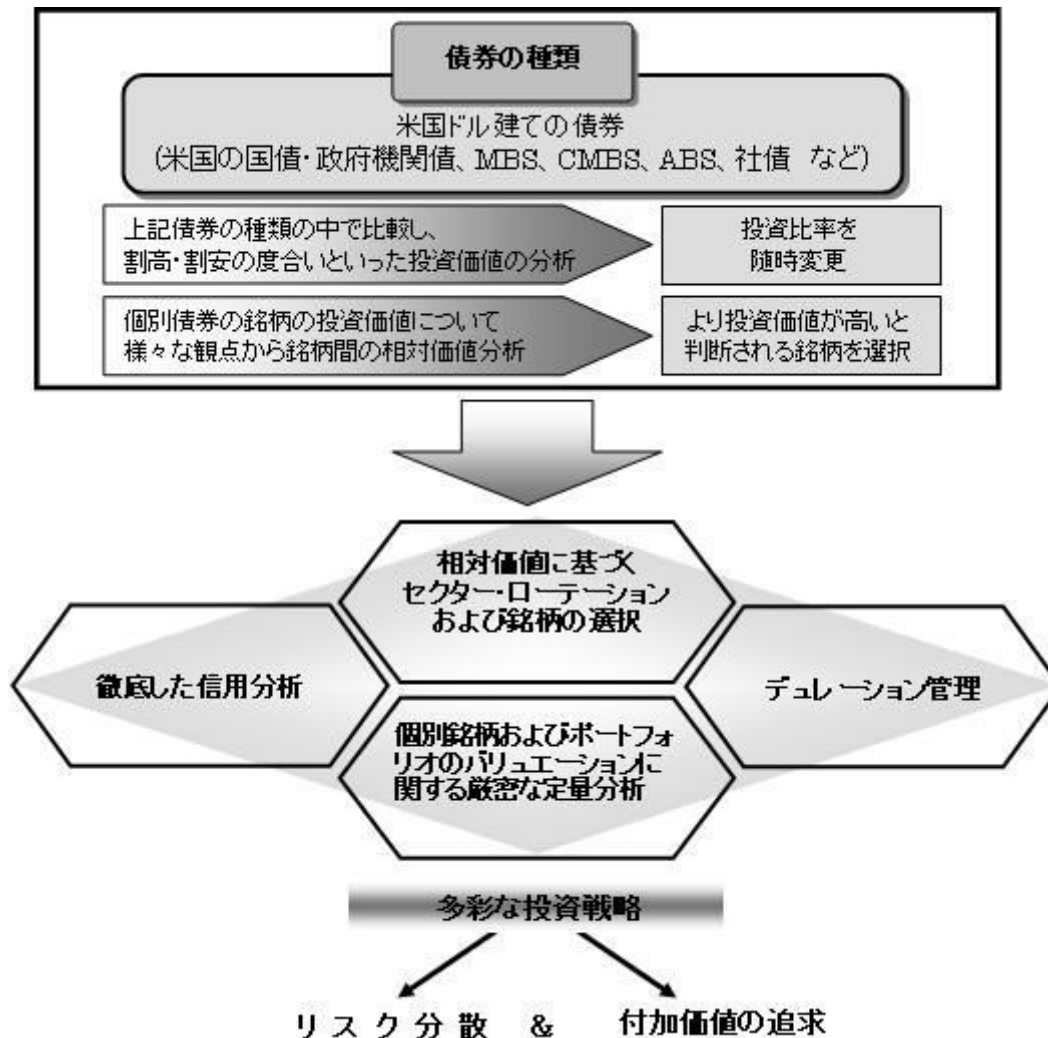 債券の種類
米国ドル建ての債券
(米国の国債・政府機関債、MBS、CMBS、ABS、社債 など)
上記債券の種類の中で比較し、
割高・割安の度合いといった投資価値の分析
投資比率を
随時変更
個別債券の銘柄の投資価値について
様々な観点から銘柄間の相対価値分析
より投資価値が高いと
判断される銘柄を選択
相対価値に基づく
セクター・ローテーション
および銘柄の選択
徹底した信用分析
デュレーション管理
個別銘柄およびポートフォ
リオのバリュエーションに
関する厳密な定量分析
多彩な投資戦略
リスク分散 & 付加価値の追求